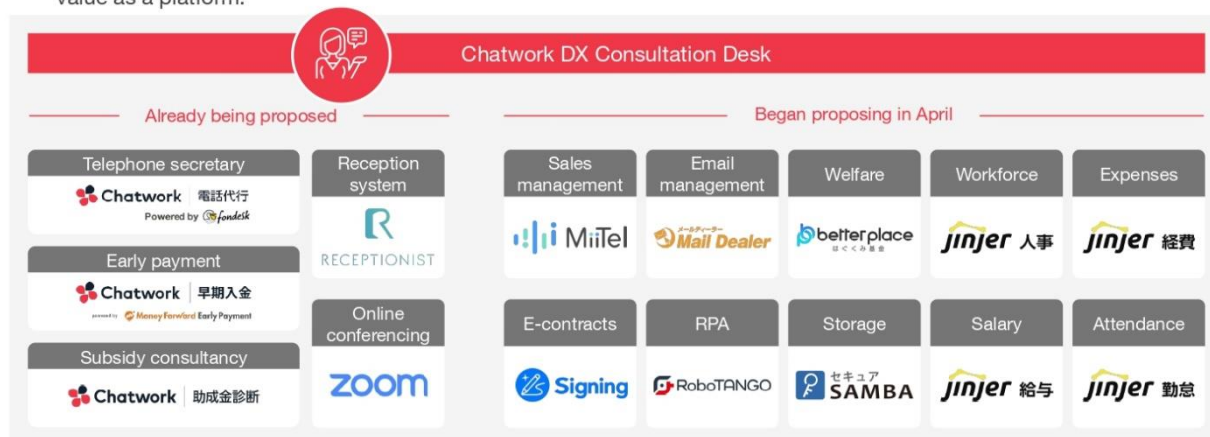 value as a platform.
Chatwork DX Consultation Desk
Already being proposed
Began proposing in April
Telephone secretary
Chatwork 電話代行
Powered by fondesk
Reception
system
RECEPTIONIST
Early payment
Chatwork 早期入金
powered by Money Forward Early Payment
Online
conferencing
zoom
Subsidy consultancy
Chatwork 助成金診断
Sales
management
MiiTel
Email
management
メールディーラー
Mail Dealer
Welfare
betterplace
はぐくみ基金
Workforce
jinjer 人事
Expenses
jinjer 経費
E-contracts
Signing
RPA
RoboTANGO
Storage
セキュア
SAMBA
Salary
jinjer 給与
Attendance
jinjer 勤怠